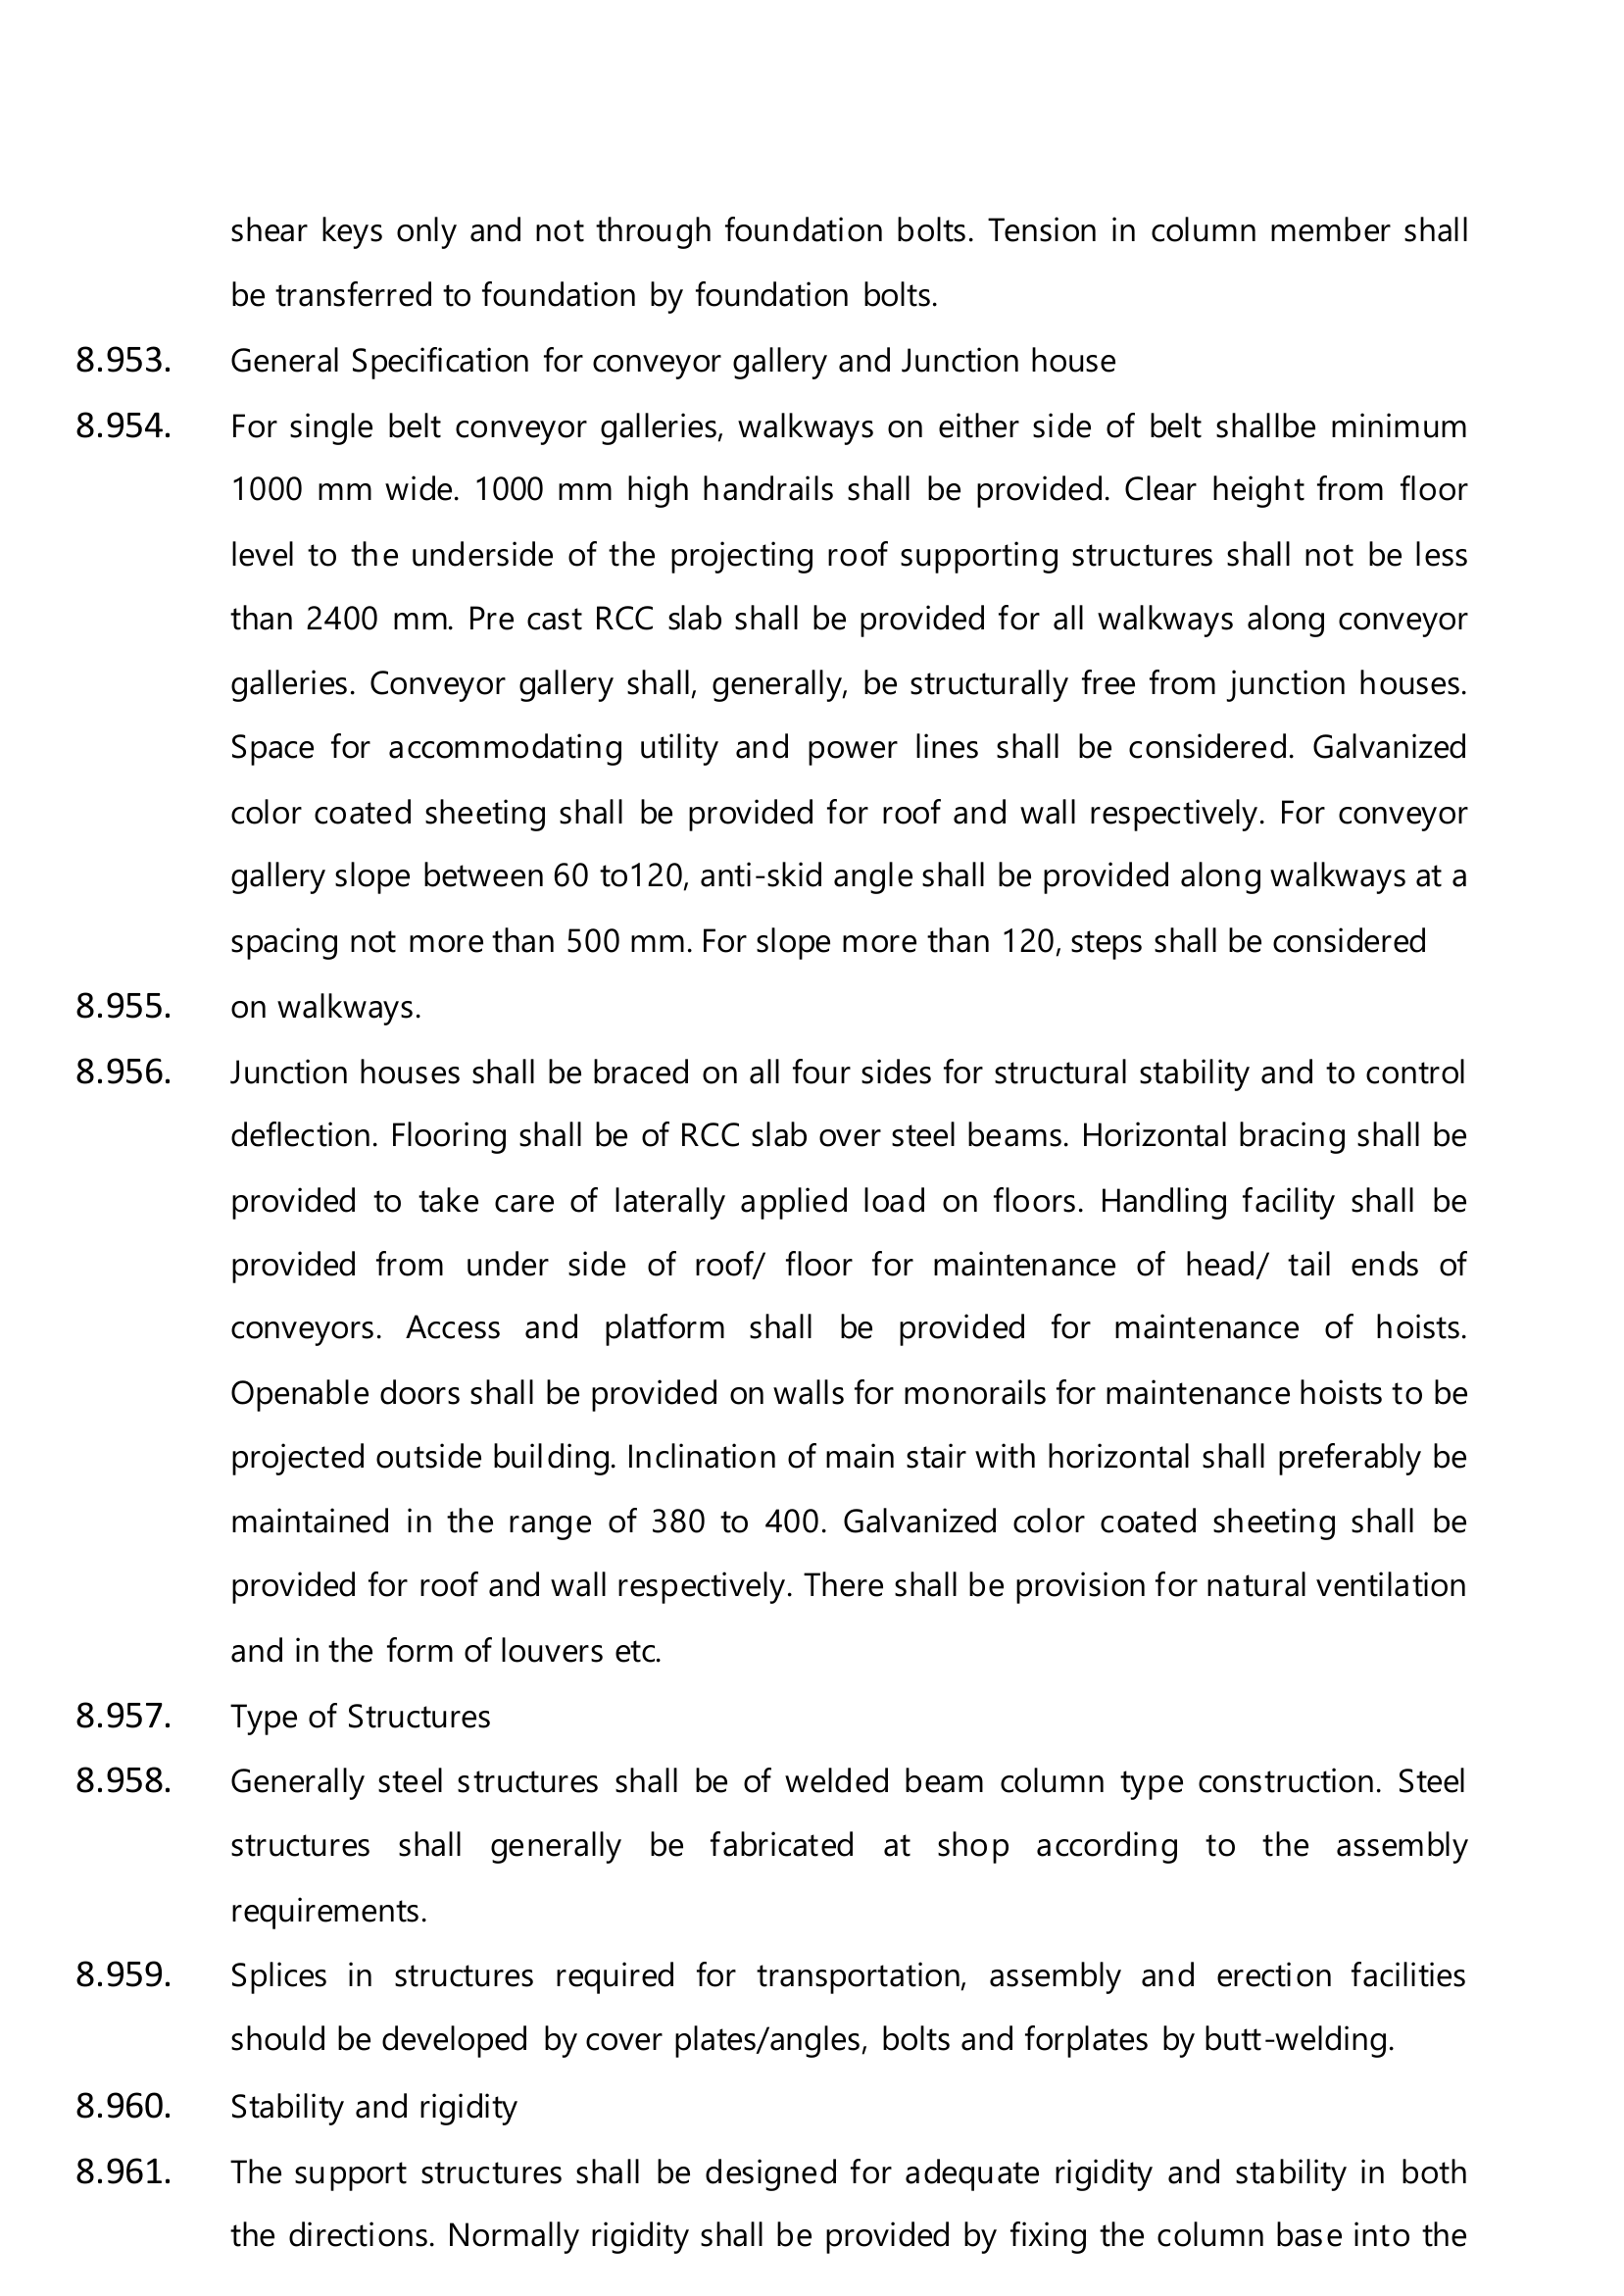 shear keys only and not through foundation bolts. Tension in column member shall
be transferred to foundation by foundation bolts.
8.953. General Specification for conveyor gallery and Junction house
8.954. For single belt conveyor galleries, walkways on either side of belt shallbe minimum
1000 mm wide. 1000 mm high handrails shall be provided. Clear height from floor
level to the underside of the projecting roof supporting structures shall not be less
than 2400 mm. Pre cast RCC slab shall be provided for all walkways along conveyor
galleries. Conveyor gallery shall, generally, be structurally free from junction houses.
Space for accommodating utility and power lines shall be considered. Galvanized
color coated sheeting shall be provided for roof and wall respectively. For conveyor
gallery slope between 60 to120, anti-skid angle shall be provided along walkways at a
spacing not more than 500 mm. For slope more than 120, steps shall be considered
8.955. on walkways.
8.956. Junction houses shall be braced on all four sides for structural stability and to control
deflection. Flooring shall be of RCC slab over steel beams. Horizontal bracing shall be
provided to take care of laterally applied load on floors. Handling facility shall be
provided from under side of roof/ floor for maintenance of head/ tail ends of
conveyors. Access and platform shall be provided for maintenance of hoists.
Openable doors shall be provided on walls for monorails for maintenance hoists to be
projected outside building. Inclination of main stair with horizontal shall preferably be
maintained in the range of 380 to 400. Galvanized color coated sheeting shall be
provided for roof and wall respectively. There shall be provision for natural ventilation
and in the form of louvers etc.
8.957. Type of Structures
8.958. Generally steel structures shall be of welded beam column type construction. Steel
structures shall generally be fabricated at shop according to the assembly
requirements.
8.959. Splices in structures required for transportation, assembly and erection facilities
should be developed by cover plates/angles, bolts and forplates by butt-welding.
8.960. Stability and rigidity
8.961. The support structures shall be designed for adequate rigidity and stability in both
the directions. Normally rigidity shall be provided by fixing the column base into the